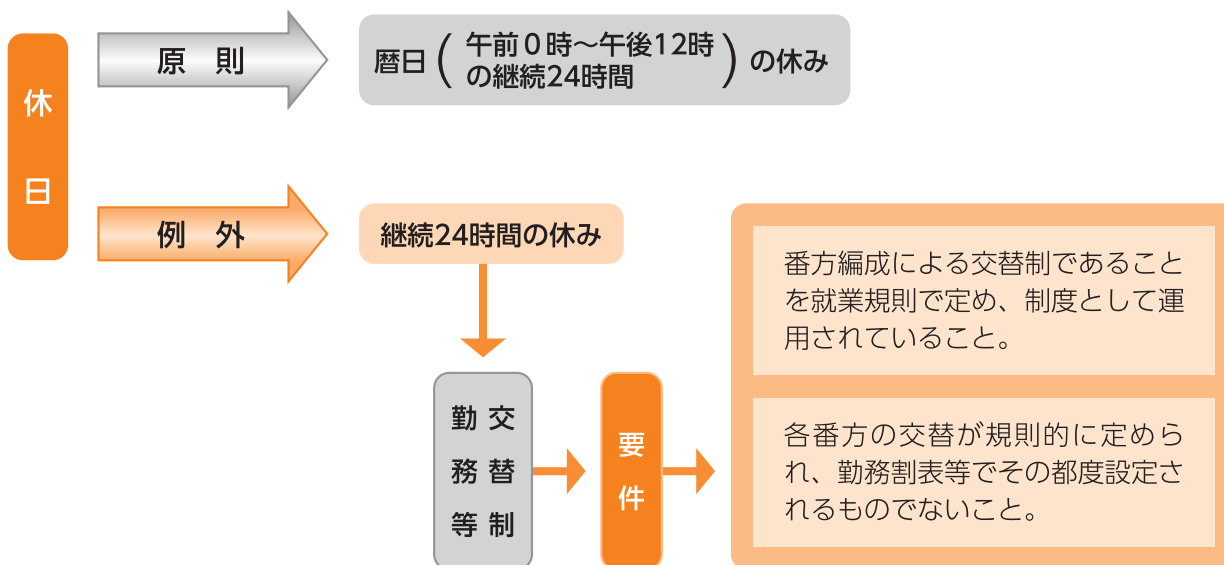 休日
原則
暦日（午前０時～午後12時
の継続24時間）の休み
例外
継続24時間の休み
交替制
勤務等
要件
番方編成による交替制であること
を就業規則で定め、制度として運
用されていること。
各番方の交替が規則的に定めら
れ、勤務割表等でその都度設定さ
れるものでないこと。